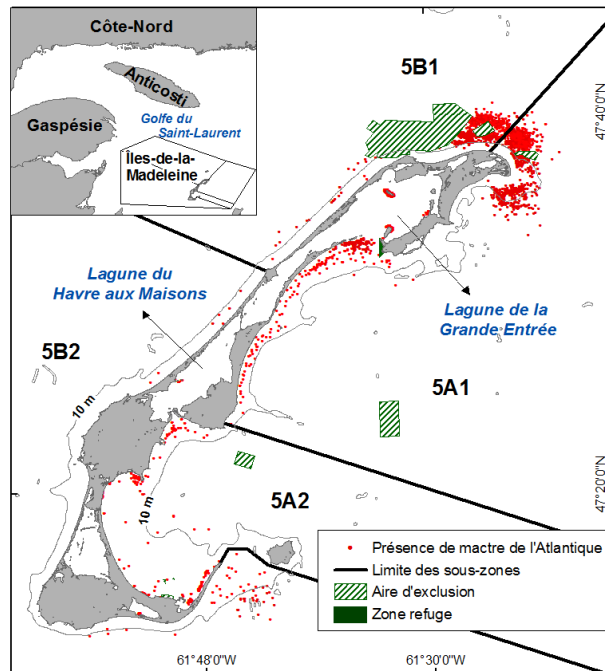 Côte-Nord
Anticosti
Gaspésie
Golfe du
Saint-Laurent
Îles-de-la-
Madeleine
5B1
47°40'0"N
Lagune du
Havre aux Maisons
Lagune de la
Grande Entrée
5B2
5A1
10 m
10 m
5A2
47°20'0"N
Présence de mactre de l'Atlantique
Limite des sous-zones
Aire d'exclusion
Zone refuge
61°48'0"W
61°30'0"W